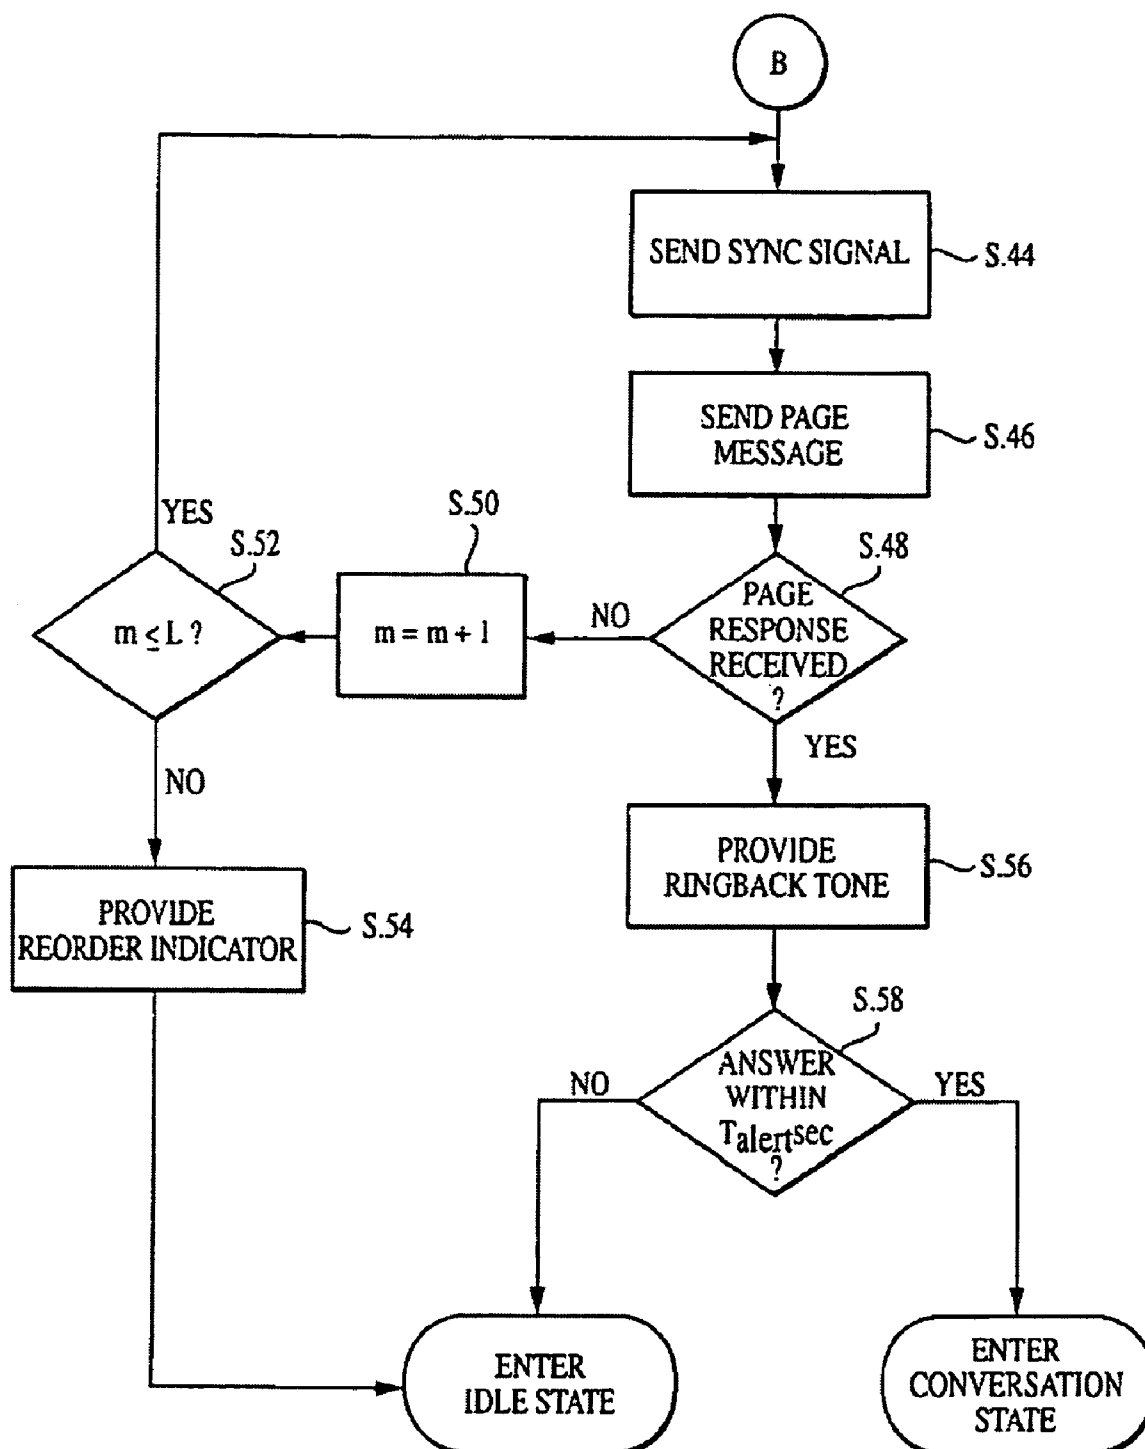 B
SEND SYNC SIGNAL
S.44
SEND PAGE
MESSAGE
S.46
YES
S.52
m ≤ L ?
S.50
m = m + 1
NO
S.48
PAGE
RESPONSE
RECEIVED
?
YES
NO
PROVIDE
REORDER INDICATOR
S.54
PROVIDE
RINGBACK TONE
S.56
S.58
ANSWER
WITHIN
Talertsec
?
NO
YES
ENTER
IDLE STATE
ENTER
CONVERSATION
STATE